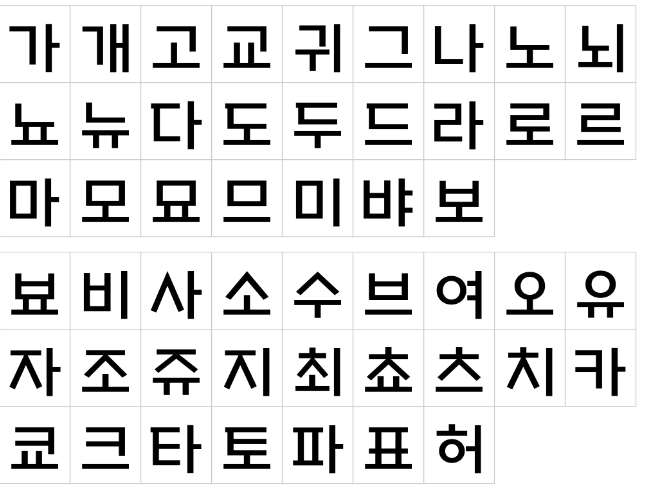 가개고교귀그나노뇌
뇨뉴다도두드라로르
마모묘므미뱌보
뵤비사소수브여오유
자조쥬지최쵸츠치카
쿄크타토파표허